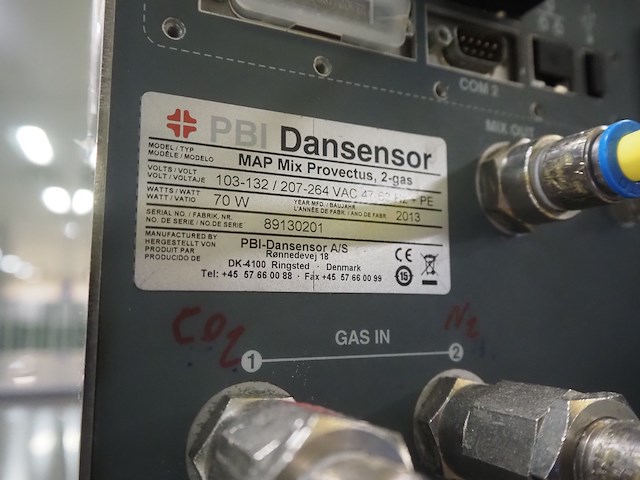 COM 2
MIX OUT
PBI Dansensor
MODEL / TYP
MODÈLE / MODELO
MAP Mix Provectus, 2-gas
VOLTS / VOLT
VOLT / VOLTAJE
103-132 / 207-264 VAC 47-63 Hz + PE
WATTS / WATT
WATT / VATIO
70 W
YEAR MFG. / BAUJAHR
L'ANNÉE DE FABR. / ANO DE FABR.
2013
SERIAL NO. / FABRIK. NR.
NO. DE SERIE / NO. DE SERIE
89130201
MANUFACTURED BY
HERGESTELLT VON
PRODUIT PAR
PRODUCIDO DE
PBI-Dansensor A/S
Rønnedevej 18
DK-4100 Ringsted · Denmark
Tel: +45 57 66 00 88 · Fax +45 57 66 00 99
CE
15
CO2
N2
GAS IN
1
2